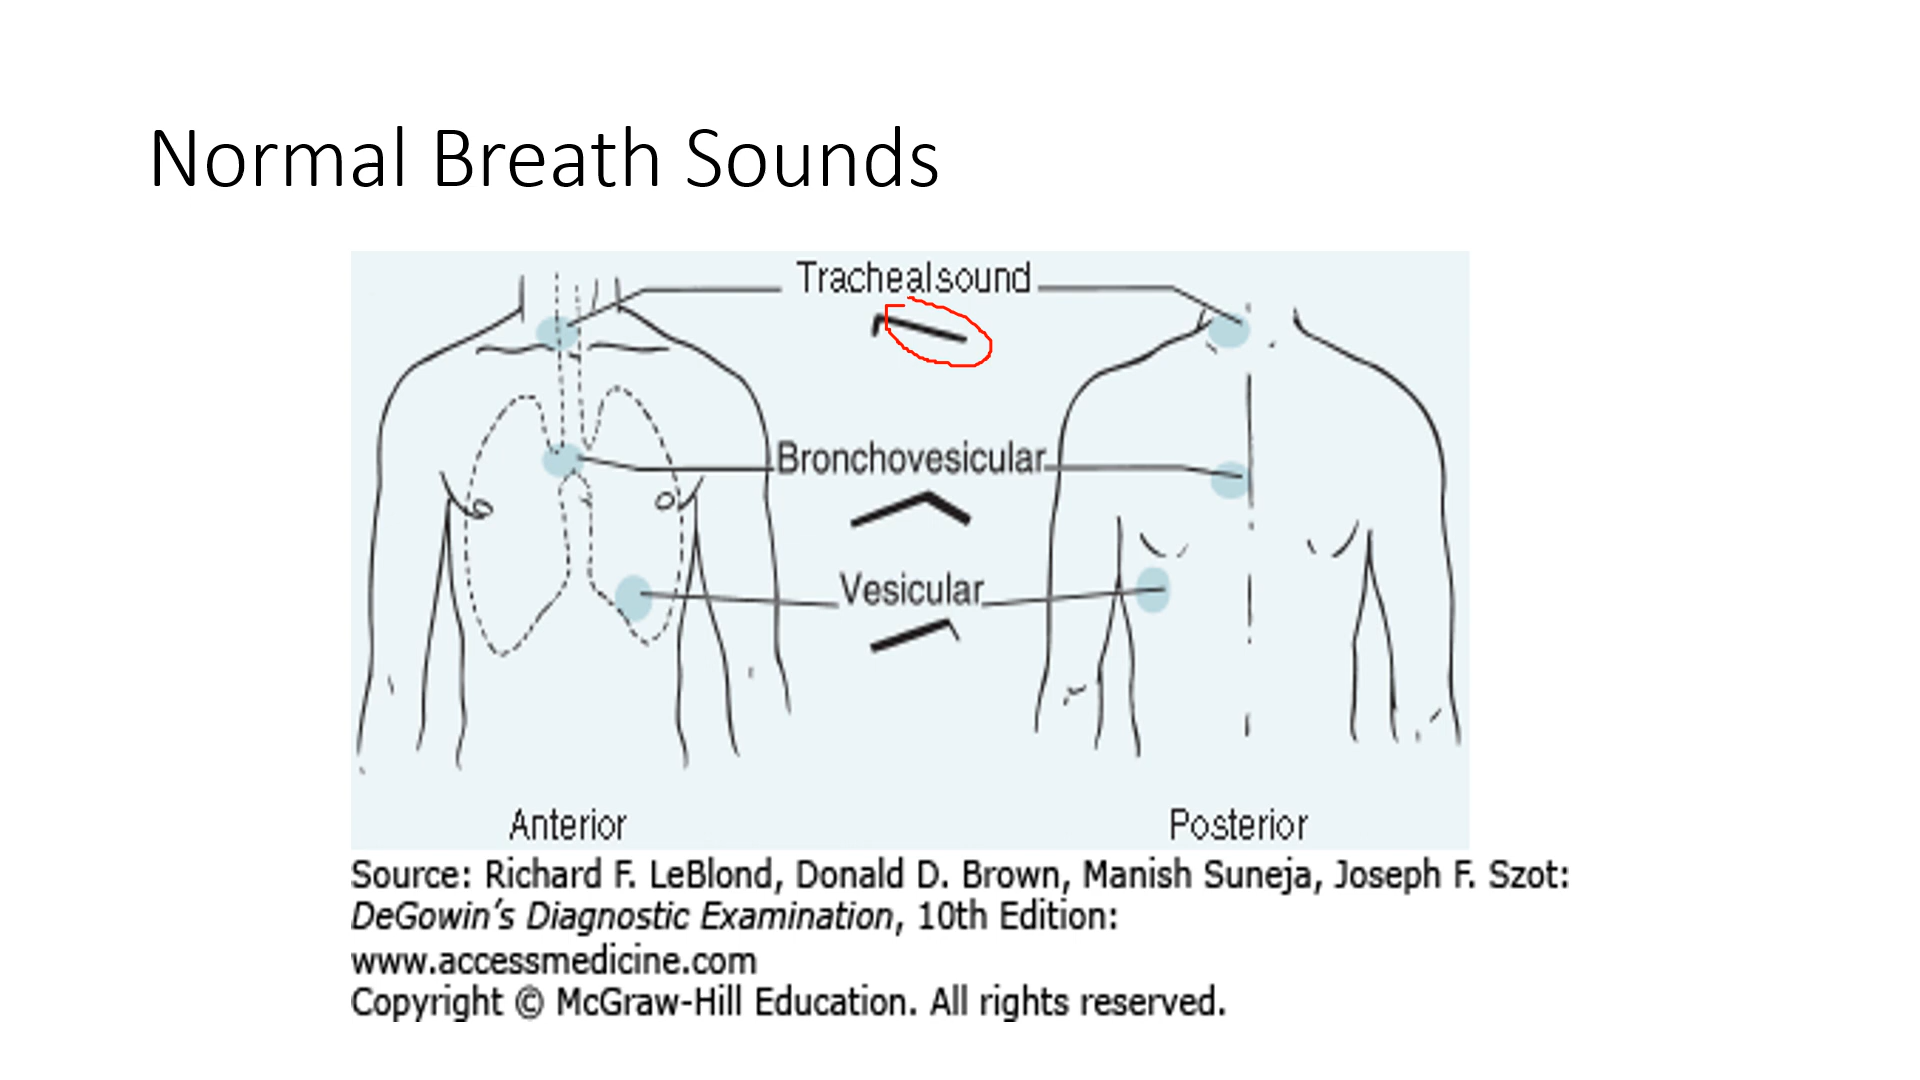 Normal Breath Sounds
Trachealsound
Bronchovesicular
Vesicular
Anterior
Posterior
Source: Richard F. LeBlond, Donald D. Brown, Manish Suneja, Joseph F. Szot:
DeGowin’s Diagnostic Examination, 10th Edition:
www.accessmedicine.com
Copyright © McGraw-Hill Education. All rights reserved.